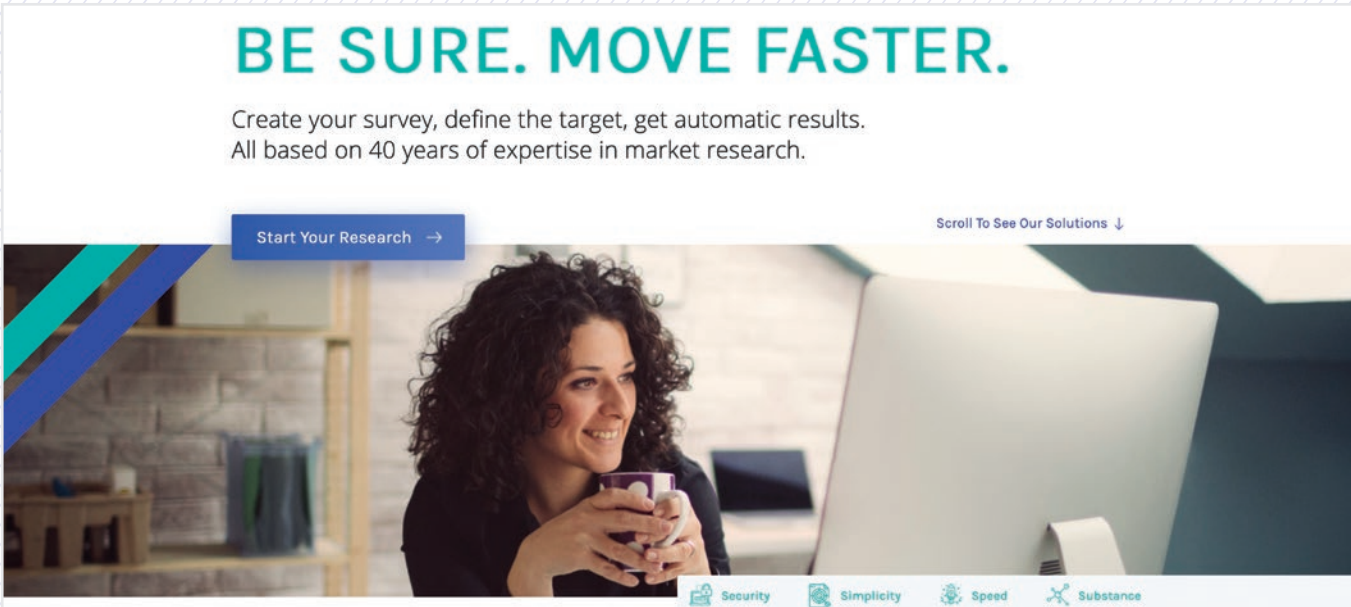 BE SURE. MOVE FASTER.
Create your survey, define the target, get automatic results.
All based on 40 years of expertise in market research.
Start Your Research →
Scroll To See Our Solutions ↓
Security Simplicity Speed Substance